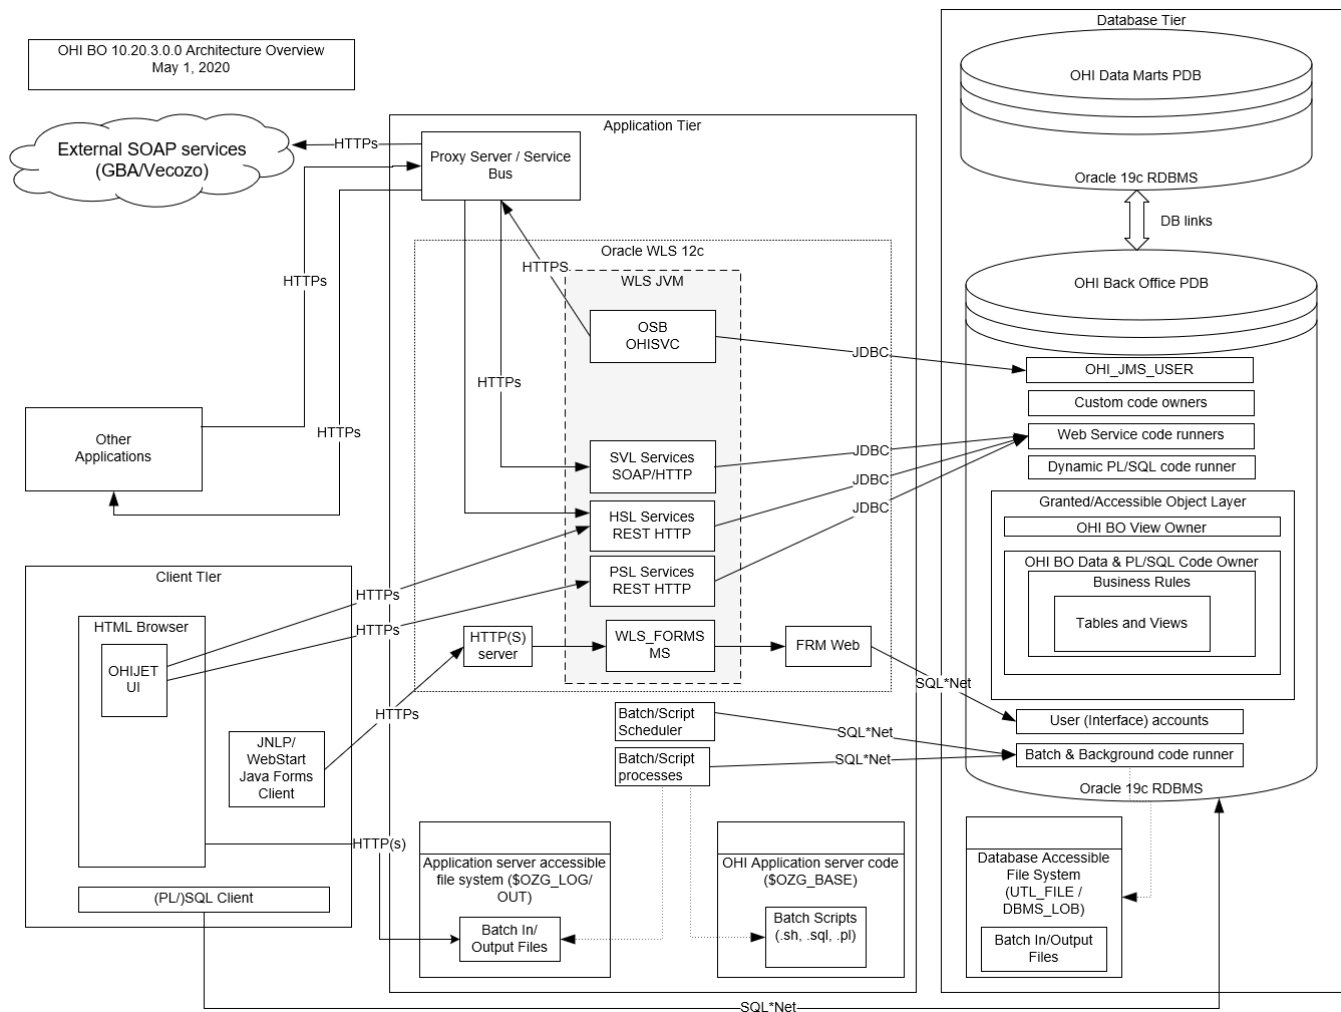 OHI BO 10.20.3.0.0 Architecture Overview
May 1, 2020
External SOAP services
(GBA/Vecozo)
HTTPs
HTTPs
HTTPs
Other
Applications
Client TIer
HTML Browser
OHIJET
UI
JNLP/
WebStart
Java Forms
Client
(PL/)SQL Client
HTTPs
HTTPs
HTTPs
HTTP(s)
SQL*Net
Application Tier
Proxy Server / Service
Bus
Oracle WLS 12c
HTTPS
HTTPs
WLS JVM
OSB
OHISVC
SVL Services
SOAP/HTTP
HSL Services
REST HTTP
PSL Services
REST HTTP
HTTP(S)
server
WLS_FORMS
MS
FRM Web
Batch/Script
Scheduler
Batch/Script
processes
Application server accessible
file system ($OZG_LOG/
OUT)
Batch In/
Output Files
OHI Application server code
($OZG_BASE)
Batch Scripts
(.sh, .sql, .pl)
JDBC
JDBC
JDBC
JDBC
SQL*Net
SQL*Net
SQL*Net
Database Tier
OHI Data Marts PDB
Oracle 19c RDBMS
DB links
OHI Back Office PDB
OHI_JMS_USER
Custom code owners
Web Service code runners
Dynamic PL/SQL code runner
Granted/Accessible Object Layer
OHI BO View Owner
OHI BO Data & PL/SQL Code Owner
Business Rules
Tables and Views
User (Interface) accounts
Batch & Background code runner
Oracle 19c RDBMS
Database Accessible
File System
(UTL_FILE /
DBMS_LOB)
Batch In/Output
Files